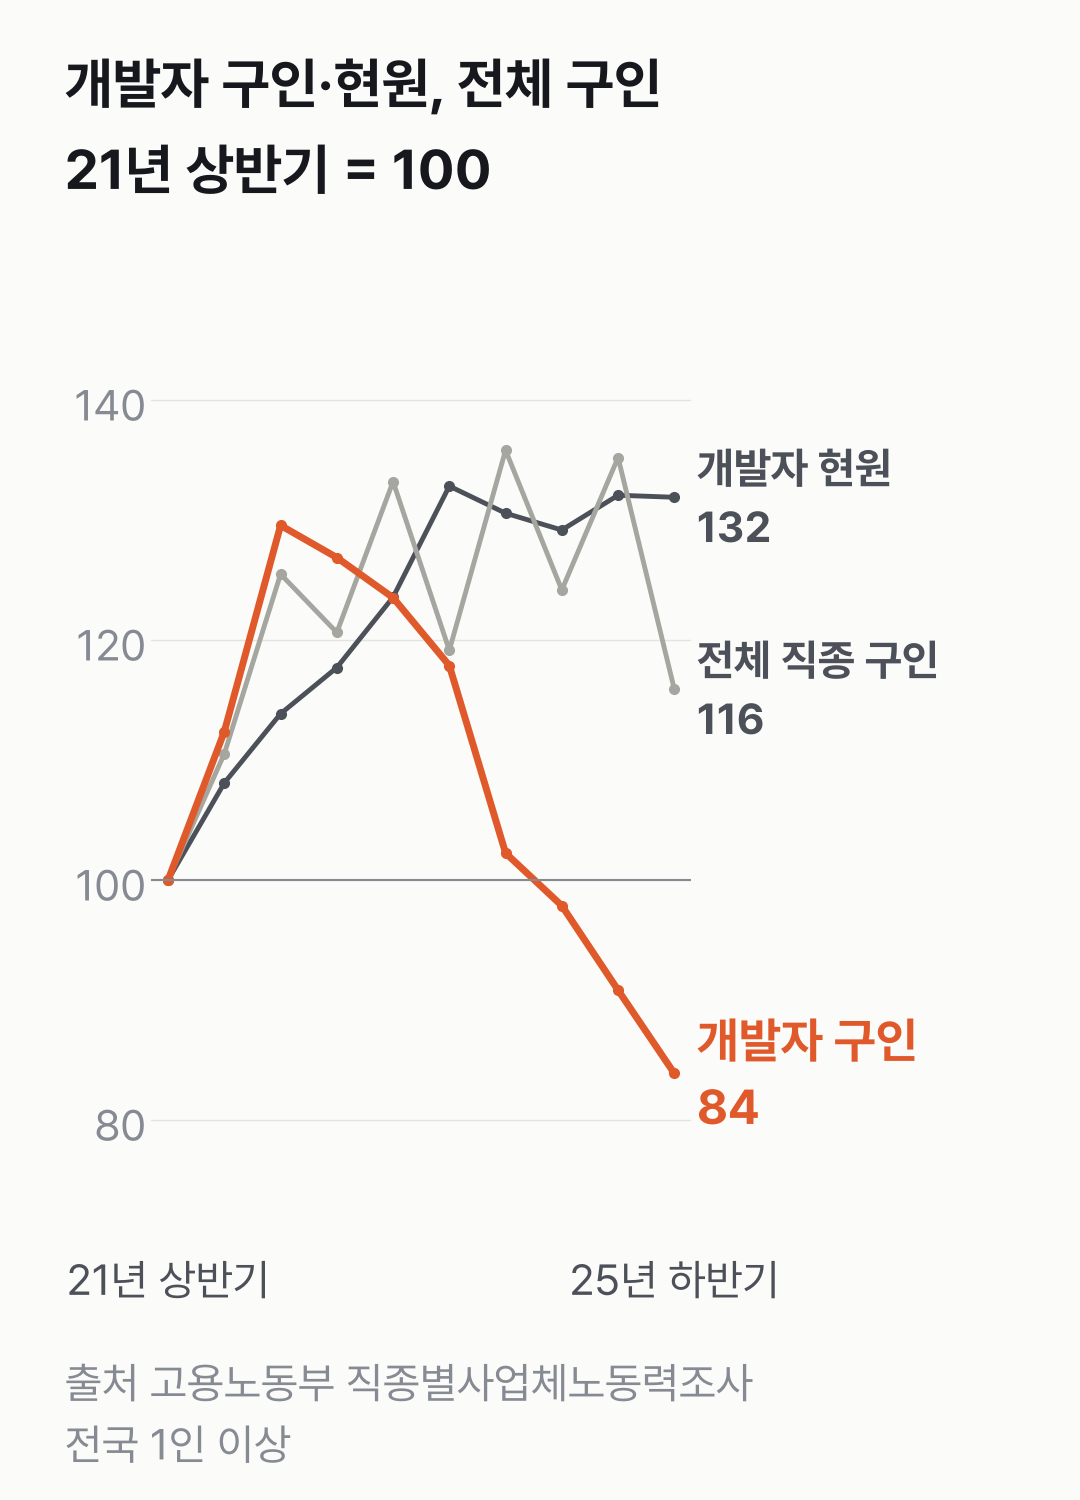 개발자 구인·현원, 전체 구인
21년 상반기 = 100
140
120
100
80
개발자 현원
132
전체 직종 구인
116
개발자 구인
84
21년 상반기
25년 하반기
출처 고용노동부 직종별사업체노동력조사
전국 1인 이상